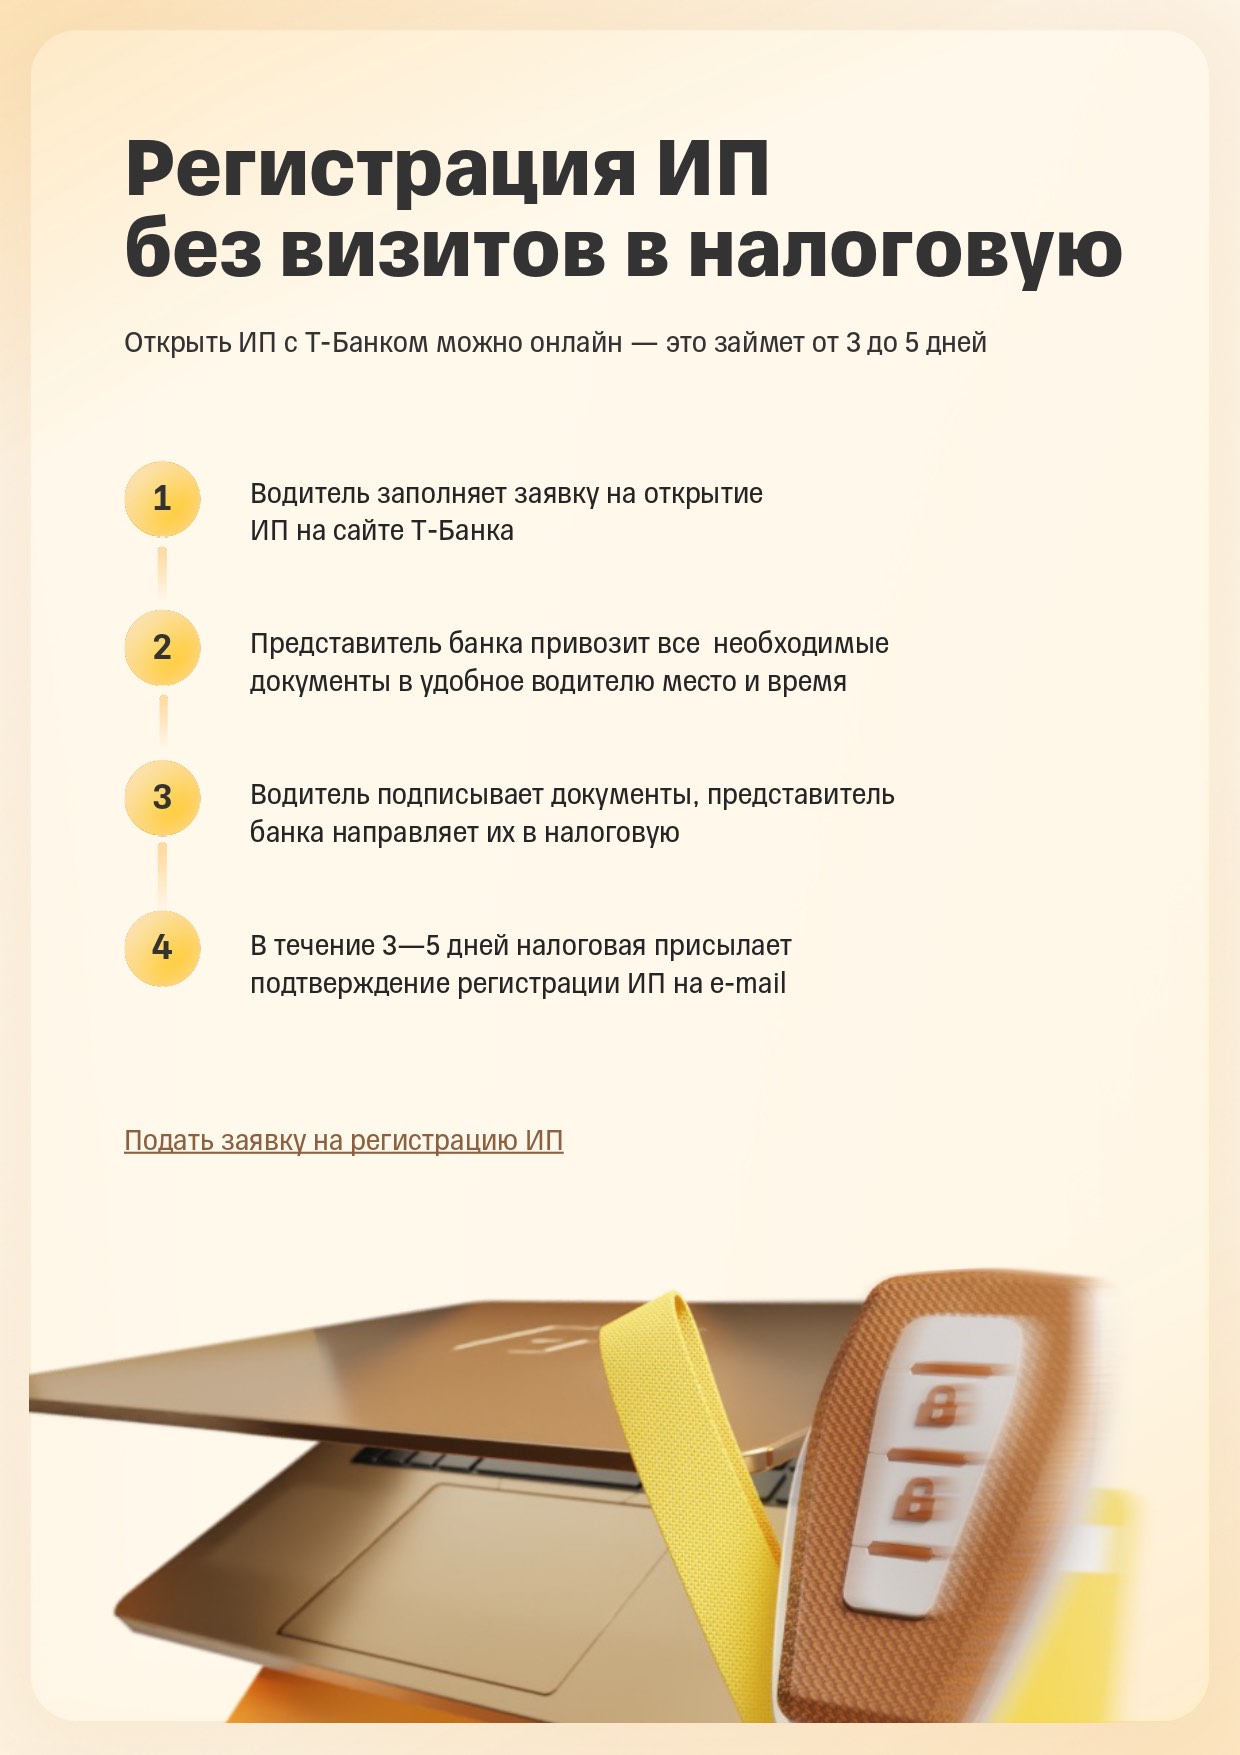 Регистрация ИП
без визитов в налоговую
Открыть ИП с Т-Банком можно онлайн — это займет от 3 до 5 дней
1
Водитель заполняет заявку на открытие
ИП на сайте Т-Банка
2
Представитель банка привозит все  необходимые
документы в удобное водителю место и время
3
Водитель подписывает документы, представитель
банка направляет их в налоговую
4
В течение 3—5 дней налоговая присылает
подтверждение регистрации ИП на e-mail
Подать заявку на регистрацию ИП